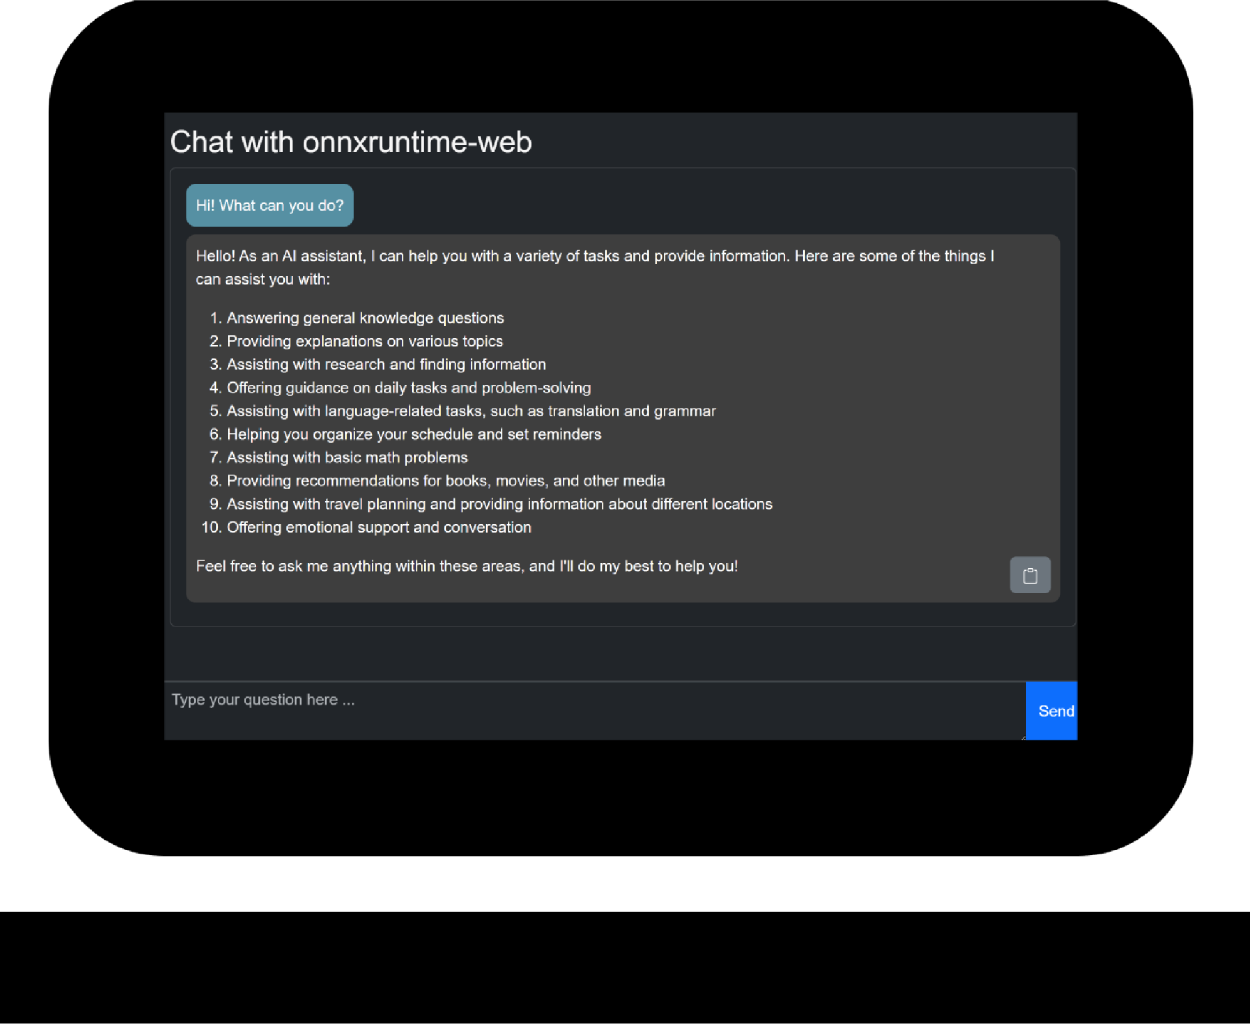 Chat with onnxruntime-web
Hi! What can you do?
Hello! As an AI assistant, I can help you with a variety of tasks and provide information. Here are some of the things I
can assist you with:
1. Answering general knowledge questions
2. Providing explanations on various topics
3. Assisting with research and finding information
4. Offering guidance on daily tasks and problem-solving
5. Assisting with language-related tasks, such as translation and grammar
6. Helping you organize your schedule and set reminders
7. Assisting with basic math problems
8. Providing recommendations for books, movies, and other media
9. Assisting with travel planning and providing information about different locations
10. Offering emotional support and conversation
Feel free to ask me anything within these areas, and I'll do my best to help you!
Type your question here ...
Send